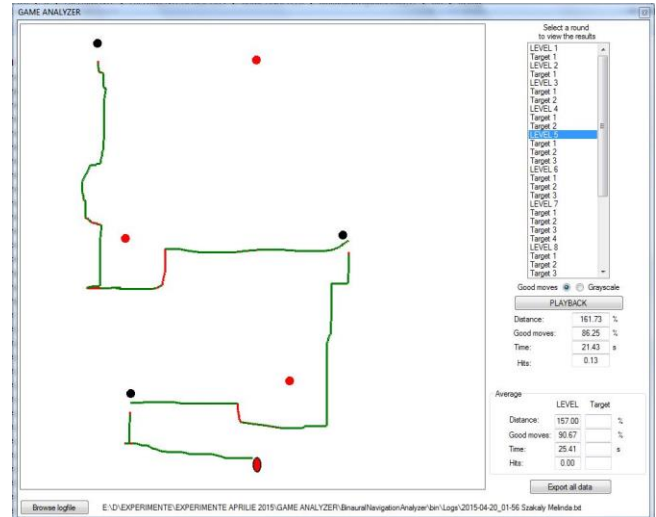 GAME ANALYZER
Select a round
to view the results
LEVEL 1
Target 1
LEVEL 2
Target 1
LEVEL 3
Target 1
Target 2
LEVEL 4
Target 1
Target 2
LEVEL 5
Target 1
Target 2
Target 3
LEVEL 6
Target 1
Target 2
Target 3
LEVEL 7
Target 1
Target 2
Target 3
Target 4
LEVEL 8
Target 1
Target 2
Target 3
Good moves Grayscale
PLAYBACK
Distance: 161.73 %
Good moves: 86.25 %
Time: 21.43 s
Hits: 0.13
Average
LEVEL Target
Distance: 157.00 %
Good moves: 90.67 %
Time: 25.41 s
Hits: 0.00
Export all data
Browse logfile E:\D\EXPERIMENTE\EXPERIMENTE APRILIE 2015\GAME ANALYZER\BinauralNavigationAnalyzer\bin\Logs\2015-04-20_01-56 Szakaly Melinda.txt